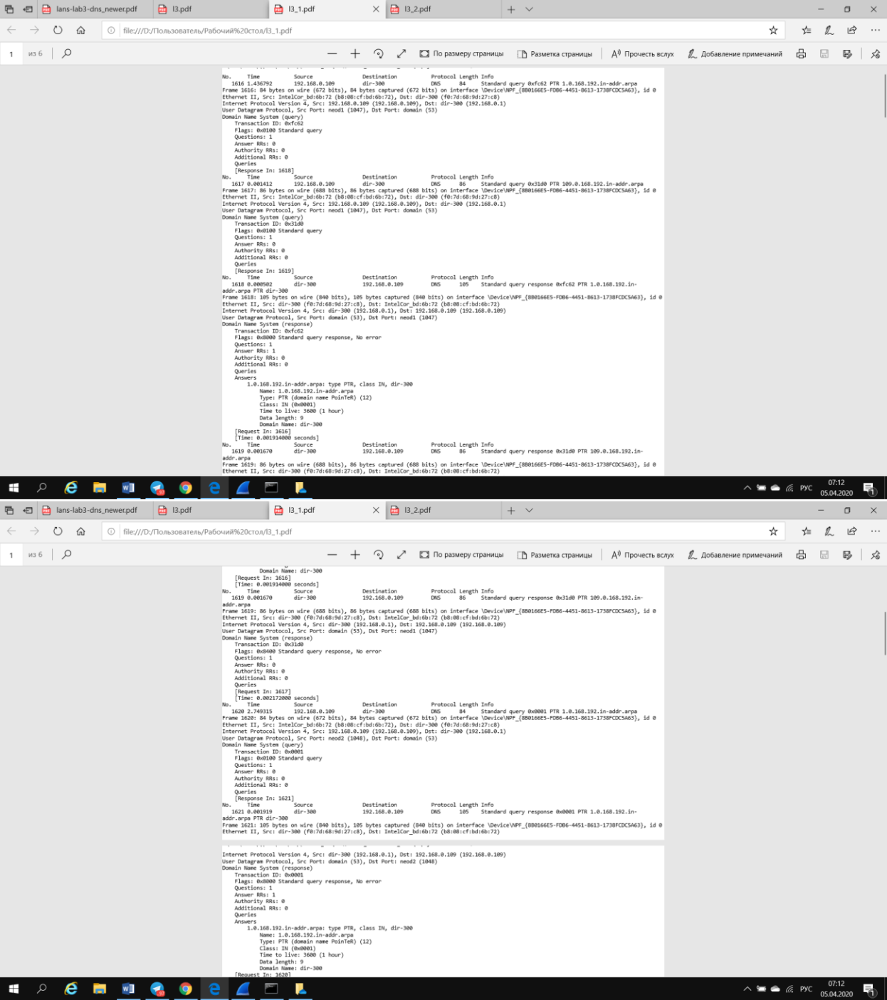 lans-lab3-dns_newer.pdf l3.pdf l3_1.pdf l3_2.pdf
file:///D:/Пользователь/Рабочий%20стол/l3_1.pdf
1 из 6 По размеру страницы Разметка страницы Прочесть вслух Добавление примечаний
No. Time Source Destination Protocol Length Info
1616 1.436792 192.168.0.109 dir-300 DNS 84 Standard query 0xfc62 PTR 1.0.168.192.in-addr.arpa
Frame 1616: 84 bytes on wire (672 bits), 84 bytes captured (672 bits) on interface \Device\NPF_{8B0166E5-FDB6-4451-8613-1738FCDC5A63}, id 0
Ethernet II, Src: IntelCor_bd:6b:72 (b8:08:cf:bd:6b:72), Dst: dir-300 (f0:7d:68:9d:27:c8)
Internet Protocol Version 4, Src: 192.168.0.109 (192.168.0.109), Dst: dir-300 (192.168.0.1)
User Datagram Protocol, Src Port: neod1 (1047), Dst Port: domain (53)
Domain Name System (query)
Transaction ID: 0xfc62
Flags: 0x0100 Standard query
Questions: 1
Answer RRs: 0
Authority RRs: 0
Additional RRs: 0
Queries
[Response In: 1618]
No. Time Source Destination Protocol Length Info
1617 0.001412 192.168.0.109 dir-300 DNS 86 Standard query 0x31d0 PTR 109.0.168.192.in-addr.arpa
Frame 1617: 86 bytes on wire (688 bits), 86 bytes captured (688 bits) on interface \Device\NPF_{8B0166E5-FDB6-4451-8613-1738FCDC5A63}, id 0
Ethernet II, Src: IntelCor_bd:6b:72 (b8:08:cf:bd:6b:72), Dst: dir-300 (f0:7d:68:9d:27:c8)
Internet Protocol Version 4, Src: 192.168.0.109 (192.168.0.109), Dst: dir-300 (192.168.0.1)
User Datagram Protocol, Src Port: neod1 (1047), Dst Port: domain (53)
Domain Name System (query)
Transaction ID: 0x31d0
Flags: 0x0100 Standard query
Questions: 1
Answer RRs: 0
Authority RRs: 0
Additional RRs: 0
Queries
[Response In: 1619]
No. Time Source Destination Protocol Length Info
1618 0.000502 dir-300 192.168.0.109 DNS 105 Standard query response 0xfc62 PTR 1.0.168.192.in-
addr.arpa PTR dir-300
Frame 1618: 105 bytes on wire (840 bits), 105 bytes captured (840 bits) on interface \Device\NPF_{8B0166E5-FDB6-4451-8613-1738FCDC5A63}, id 0
Ethernet II, Src: dir-300 (f0:7d:68:9d:27:c8), Dst: IntelCor_bd:6b:72 (b8:08:cf:bd:6b:72)
Internet Protocol Version 4, Src: dir-300 (192.168.0.1), Dst: 192.168.0.109 (192.168.0.109)
User Datagram Protocol, Src Port: domain (53), Dst Port: neod1 (1047)
Domain Name System (response)
Transaction ID: 0xfc62
Flags: 0x8000 Standard query response, No error
Questions: 1
Answer RRs: 1
Authority RRs: 0
Additional RRs: 0
Queries
Answers
1.0.168.192.in-addr.arpa: type PTR, class IN, dir-300
Name: 1.0.168.192.in-addr.arpa
Type: PTR (domain name PoinTeR) (12)
Class: IN (0x0001)
Time to live: 3600 (1 hour)
Data length: 9
Domain Name: dir-300
[Request In: 1616]
[Time: 0.001914000 seconds]
No. Time Source Destination Protocol Length Info
1619 0.001670 dir-300 192.168.0.109 DNS 86 Standard query response 0x31d0 PTR 109.0.168.192.in-
addr.arpa
Frame 1619: 86 bytes on wire (688 bits), 86 bytes captured (688 bits) on interface \Device\NPF_{8B0166E5-FDB6-4451-8613-1738FCDC5A63}, id 0
Ethernet II, Src: dir-300 (f0:7d:68:9d:27:c8), Dst: IntelCor_bd:6b:72 (b8:08:cf:bd:6b:72)
РУС 07:12
05.04.2020
lans-lab3-dns_newer.pdf l3.pdf l3_1.pdf l3_2.pdf
file:///D:/Пользователь/Рабочий%20стол/l3_1.pdf
1 из 6 По размеру страницы Разметка страницы Прочесть вслух Добавление примечаний
Domain Name: dir-300
[Request In: 1616]
[Time: 0.001914000 seconds]
No. Time Source Destination Protocol Length Info
1619 0.001670 dir-300 192.168.0.109 DNS 86 Standard query response 0x31d0 PTR 109.0.168.192.in-
addr.arpa
Frame 1619: 86 bytes on wire (688 bits), 86 bytes captured (688 bits) on interface \Device\NPF_{8B0166E5-FDB6-4451-8613-1738FCDC5A63}, id 0
Ethernet II, Src: dir-300 (f0:7d:68:9d:27:c8), Dst: IntelCor_bd:6b:72 (b8:08:cf:bd:6b:72)
Internet Protocol Version 4, Src: dir-300 (192.168.0.1), Dst: 192.168.0.109 (192.168.0.109)
User Datagram Protocol, Src Port: domain (53), Dst Port: neod1 (1047)
Domain Name System (response)
Transaction ID: 0x31d0
Flags: 0x8400 Standard query response, No error
Questions: 1
Answer RRs: 0
Authority RRs: 0
Additional RRs: 0
Queries
[Request In: 1617]
[Time: 0.002172000 seconds]
No. Time Source Destination Protocol Length Info
1620 2.749315 192.168.0.109 dir-300 DNS 84 Standard query 0x0001 PTR 1.0.168.192.in-addr.arpa
Frame 1620: 84 bytes on wire (672 bits), 84 bytes captured (672 bits) on interface \Device\NPF_{8B0166E5-FDB6-4451-8613-1738FCDC5A63}, id 0
Ethernet II, Src: IntelCor_bd:6b:72 (b8:08:cf:bd:6b:72), Dst: dir-300 (f0:7d:68:9d:27:c8)
Internet Protocol Version 4, Src: 192.168.0.109 (192.168.0.109), Dst: dir-300 (192.168.0.1)
User Datagram Protocol, Src Port: neod2 (1048), Dst Port: domain (53)
Domain Name System (query)
Transaction ID: 0x0001
Flags: 0x0100 Standard query
Questions: 1
Answer RRs: 0
Authority RRs: 0
Additional RRs: 0
Queries
[Response In: 1621]
No. Time Source Destination Protocol Length Info
1621 0.001919 dir-300 192.168.0.109 DNS 105 Standard query response 0x0001 PTR 1.0.168.192.in-
addr.arpa PTR dir-300
Frame 1621: 105 bytes on wire (840 bits), 105 bytes captured (840 bits) on interface \Device\NPF_{8B0166E5-FDB6-4451-8613-1738FCDC5A63}, id 0
Ethernet II, Src: dir-300 (f0:7d:68:9d:27:c8), Dst: IntelCor_bd:6b:72 (b8:08:cf:bd:6b:72)
Internet Protocol Version 4, Src: dir-300 (192.168.0.1), Dst: 192.168.0.109 (192.168.0.109)
User Datagram Protocol, Src Port: domain (53), Dst Port: neod2 (1048)
Domain Name System (response)
Transaction ID: 0x0001
Flags: 0x8000 Standard query response, No error
Questions: 1
Answer RRs: 1
Authority RRs: 0
Additional RRs: 0
Queries
Answers
1.0.168.192.in-addr.arpa: type PTR, class IN, dir-300
Name: 1.0.168.192.in-addr.arpa
Type: PTR (domain name PoinTeR) (12)
Class: IN (0x0001)
Time to live: 3600 (1 hour)
Data length: 9
Domain Name: dir-300
[Request In: 1620]
РУС 07:12
05.04.2020